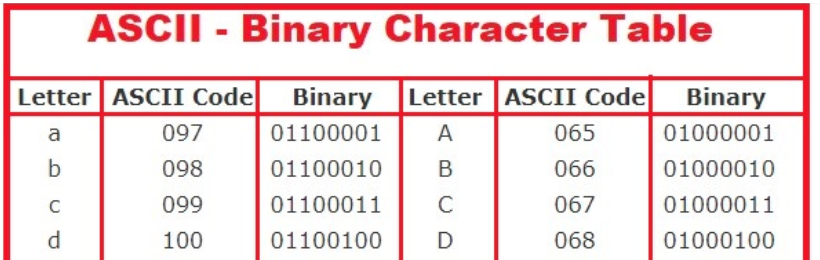 ASCII - Binary Character Table
Letter ASCII Code Binary Letter ASCII Code Binary
a 097 01100001 A 065 01000001
b 098 01100010 B 066 01000010
c 099 01100011 C 067 01000011
d 100 01100100 D 068 01000100